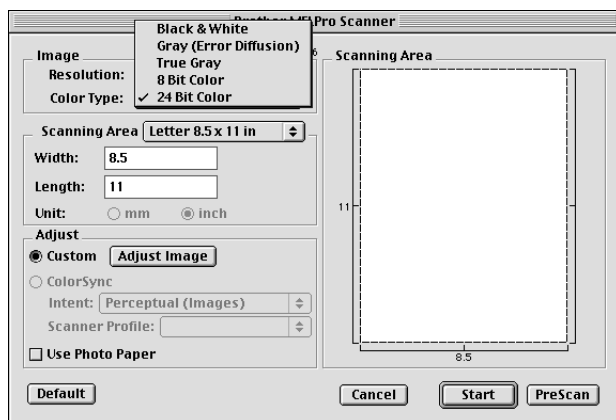 Pro Scanner
Black & White
Gray (Error Diffusion)
True Gray
8 Bit Color
24 Bit Color
Image
Resolution:
Color Type:
Scanning Area
Letter 8.5 x 11 in
Width:
8.5
Length:
11
Unit:
mm
inch
Adjust
Custom
Adjust Image
ColorSync
Intent:
Perceptual (Images)
Scanner Profile:
Use Photo Paper
Scanning Area
11
8.5
Default
Cancel
Start
PreScan